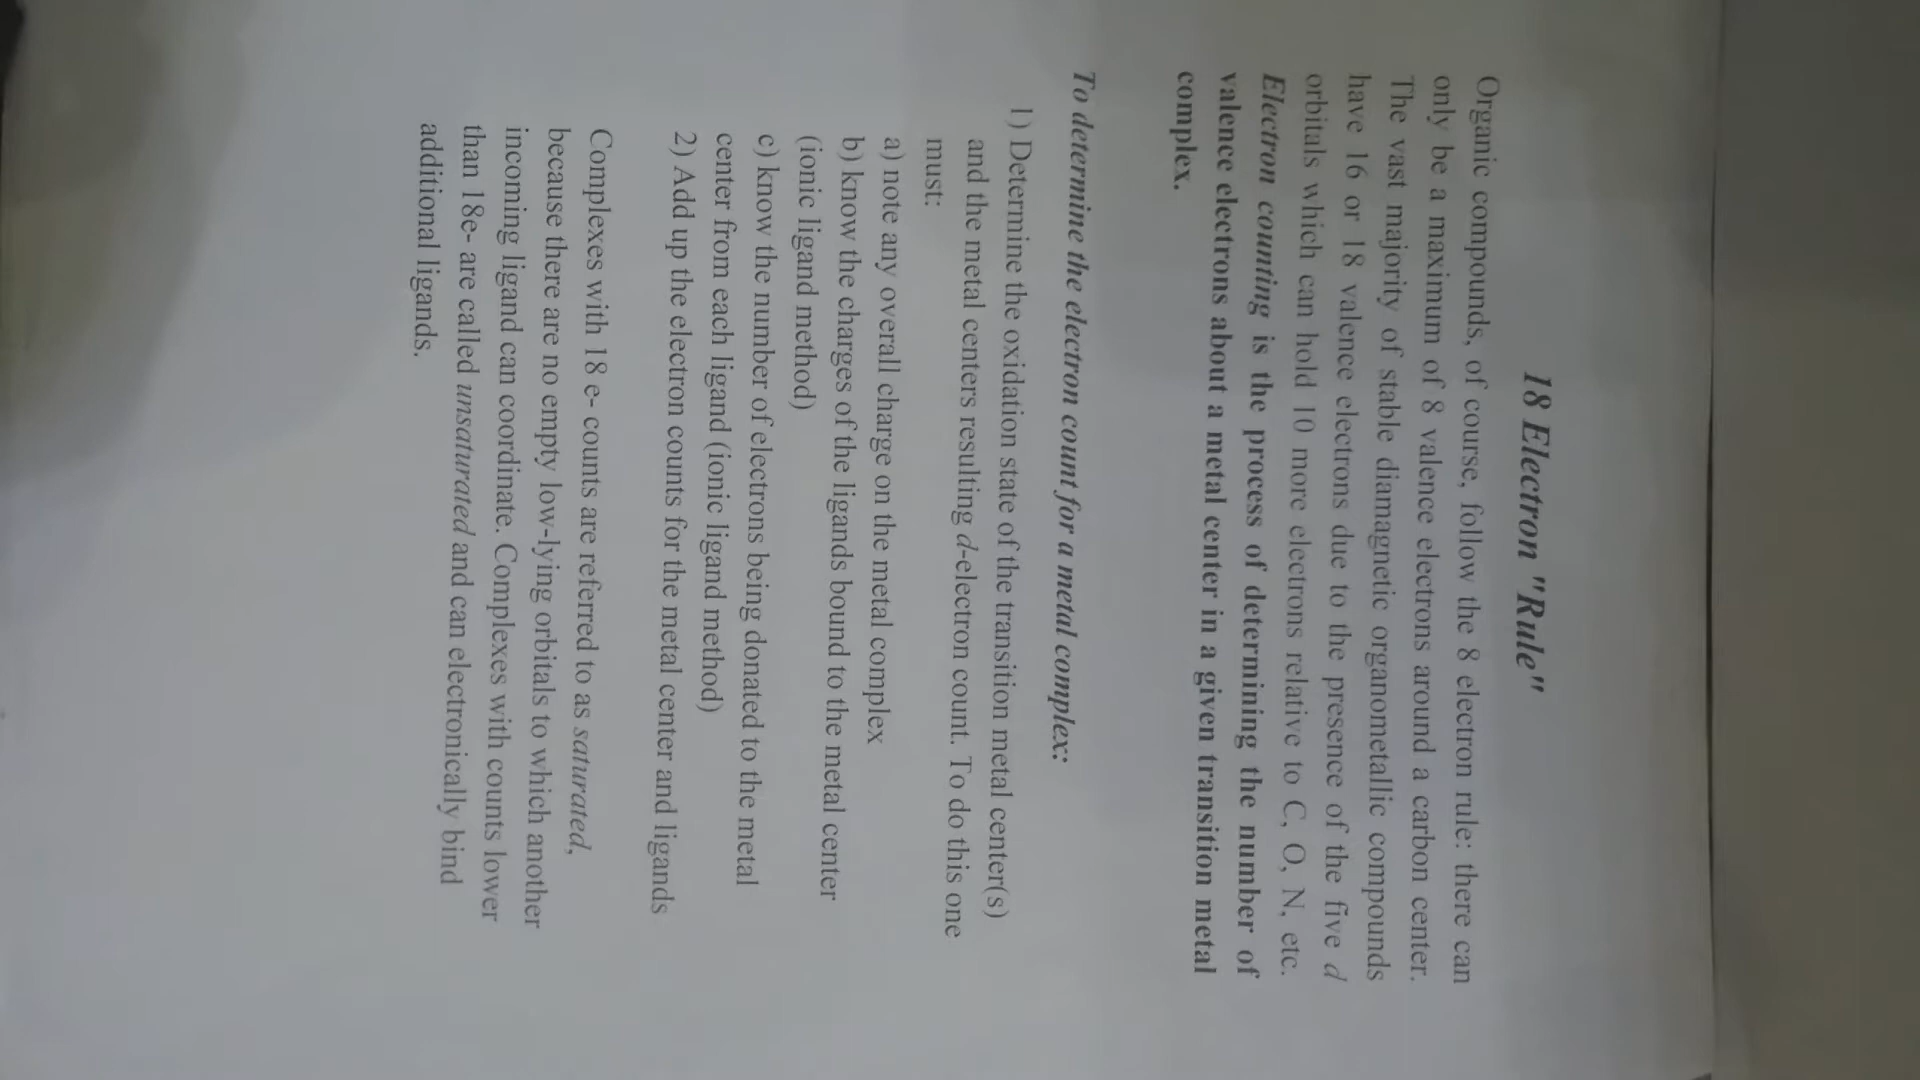 18 Electron "Rule"
Organic compounds, of course, follow the 8 electron rule: there can
only be a maximum of 8 valence electrons around a carbon center.
The vast majority of stable diamagnetic organometallic compounds
have 16 or 18 valence electrons due to the presence of the five d
orbitals which can hold 10 more electrons relative to C, O, N, etc.
Electron counting is the process of determining the number of
valence electrons about a metal center in a given transition metal
complex.
To determine the electron count for a metal complex:
1) Determine the oxidation state of the transition metal center(s)
and the metal centers resulting d-electron count. To do this one
must:
a) note any overall charge on the metal complex
b) know the charges of the ligands bound to the metal center
(ionic ligand method)
c) know the number of electrons being donated to the metal
center from each ligand (ionic ligand method)
2) Add up the electron counts for the metal center and ligands
Complexes with 18 e- counts are referred to as saturated,
because there are no empty low-lying orbitals to which another
incoming ligand can coordinate. Complexes with counts lower
than 18e- are called unsaturated and can electronically bind
additional ligands.